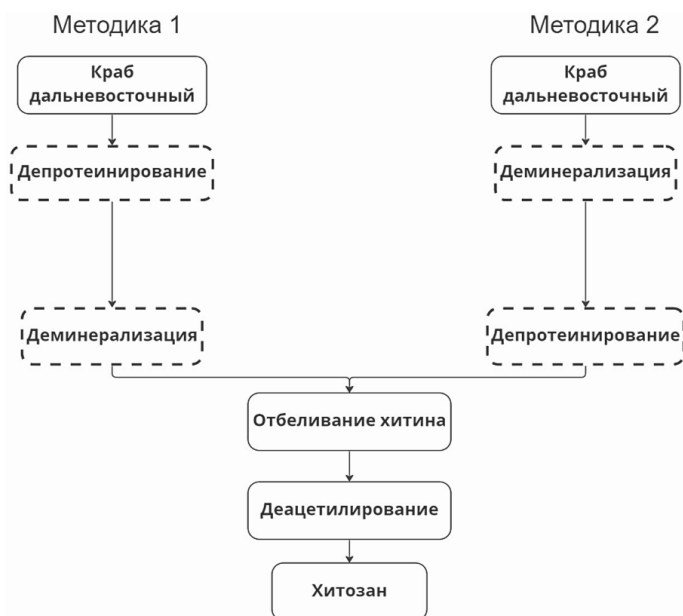 Методика 1
Методика 2
Краб
дальневосточный
Краб
дальневосточный
Депротеинирование
Деминерализация
Деминерализация
Депротеинирование
Отбеливание хитина
Деацетилирование
Хитозан